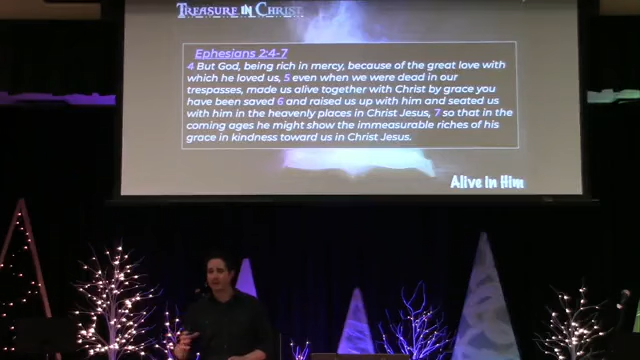 TREASURE IN CHRIST
Ephesians 2:4-7
4 But God, being rich in mercy, because of the great love with
which he loved us, 5 even when we were dead in our
trespasses, made us alive together with Christ by grace you
have been saved 6 and raised us up with him and seated us
with him in the heavenly places in Christ Jesus, 7 so that in the
coming ages he might show the immeasurable riches of his
grace in kindness toward us in Christ Jesus.
Alive in Him